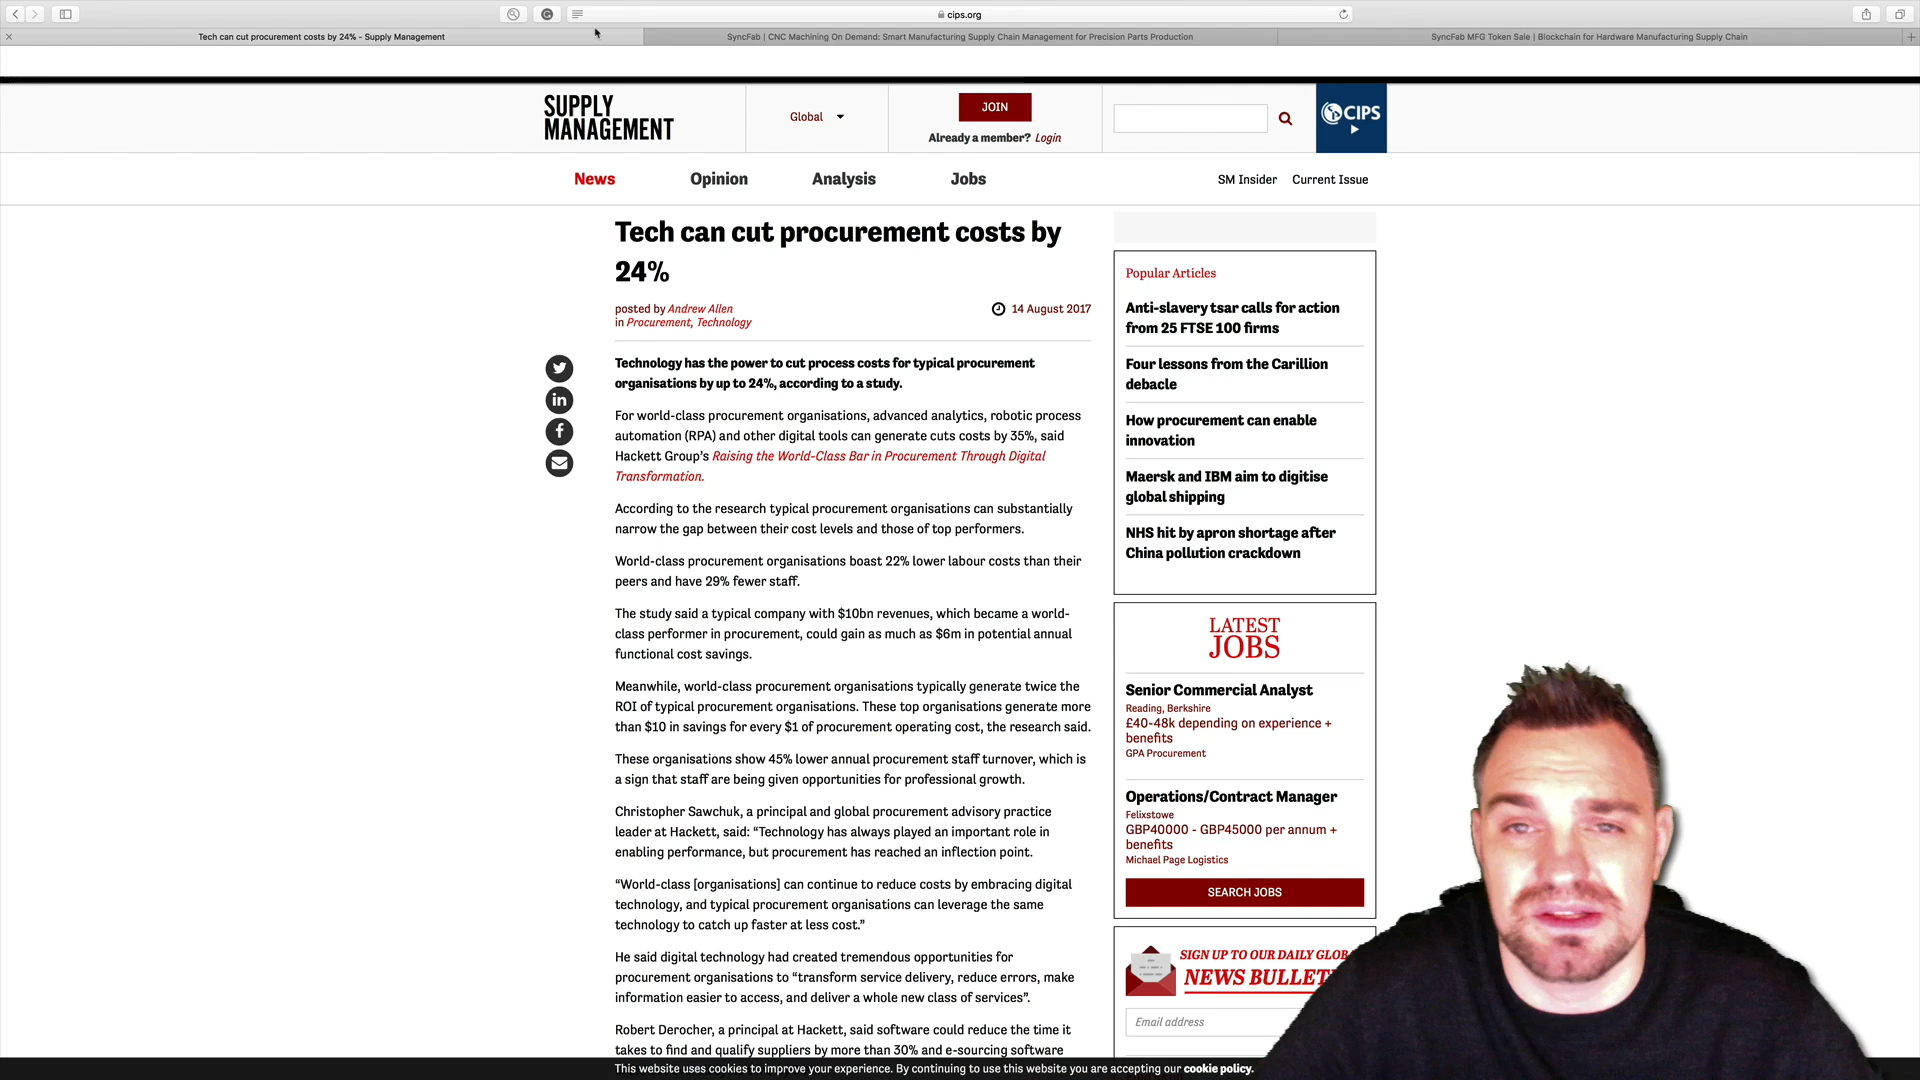 cips.org
Tech can cut procurement costs by 24% - Supply Management
SyncFab | CNC Machining On Demand: Smart Manufacturing Supply Chain Management for Precision Parts Production
SyncFab MFG Token Sale | Blockchain for Hardware Manufacturing Supply Chain
SUPPLY
MANAGEMENT
Global
JOIN
Already a member? Login
CIPS
News
Opinion
Analysis
Jobs
SM Insider
Current Issue
Tech can cut procurement costs by
24%
posted by Andrew Allen
in Procurement, Technology
14 August 2017
Technology has the power to cut process costs for typical procurement
organisations by up to 24%, according to a study.
For world-class procurement organisations, advanced analytics, robotic process
automation (RPA) and other digital tools can generate cuts costs by 35%, said
Hackett Group's Raising the World-Class Bar in Procurement Through Digital
Transformation.
According to the research typical procurement organisations can substantially
narrow the gap between their cost levels and those of top performers.
World-class procurement organisations boast 22% lower labour costs than their
peers and have 29% fewer staff.
The study said a typical company with $10bn revenues, which became a world-
class performer in procurement, could gain as much as $6m in potential annual
functional cost savings.
Meanwhile, world-class procurement organisations typically generate twice the
ROI of typical procurement organisations. These top organisations generate more
than $10 in savings for every $1 of procurement operating cost, the research said.
These organisations show 45% lower annual procurement staff turnover, which is
a sign that staff are being given opportunities for professional growth.
Christopher Sawchuk, a principal and global procurement advisory practice
leader at Hackett, said: “Technology has always played an important role in
enabling performance, but procurement has reached an inflection point.
“World-class [organisations] can continue to reduce costs by embracing digital
technology, and typical procurement organisations can leverage the same
technology to catch up faster at less cost.”
He said digital technology had created tremendous opportunities for
procurement organisations to “transform service delivery, reduce errors, make
information easier to access, and deliver a whole new class of services”.
Robert Derocher, a principal at Hackett, said software could reduce the time it
takes to find and qualify suppliers by more than 30% and e-sourcing software
Popular Articles
Anti-slavery tsar calls for action
from 25 FTSE 100 firms
Four lessons from the Carillion
debacle
How procurement can enable
innovation
Maersk and IBM aim to digitise
global shipping
NHS hit by apron shortage after
China pollution crackdown
LATEST
JOBS
Senior Commercial Analyst
Reading, Berkshire
£40-48k depending on experience +
benefits
GPA Procurement
Operations/Contract Manager
Felixstowe
GBP40000 - GBP45000 per annum +
benefits
Michael Page Logistics
SEARCH JOBS
SIGN UP TO OUR DAILY
NEWS
Email address
This website uses cookies to improve your experience. By continuing to use this website you are accepting our cookie policy.